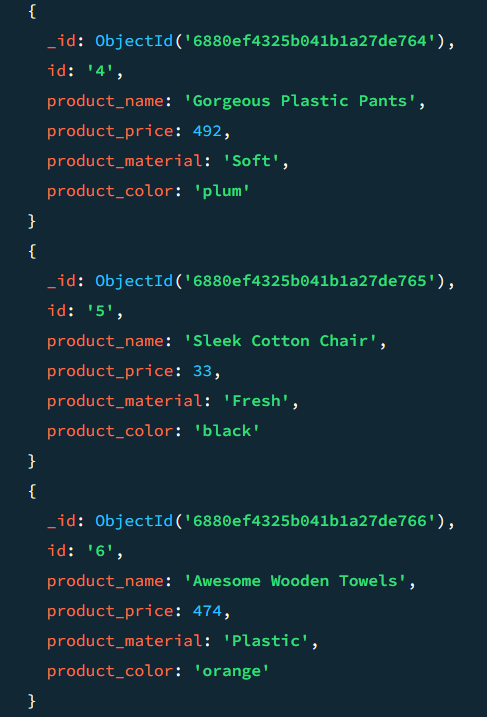 {
_id: ObjectId('6880ef4325b041b1a27de764'),
id: '4',
product_name: 'Gorgeous Plastic Pants',
product_price: 492,
product_material: 'Soft',
product_color: 'plum'
}
{
_id: ObjectId('6880ef4325b041b1a27de765'),
id: '5',
product_name: 'Sleek Cotton Chair',
product_price: 33,
product_material: 'Fresh',
product_color: 'black'
}
{
_id: ObjectId('6880ef4325b041b1a27de766'),
id: '6',
product_name: 'Awesome Wooden Towels',
product_price: 474,
product_material: 'Plastic',
product_color: 'orange'
}